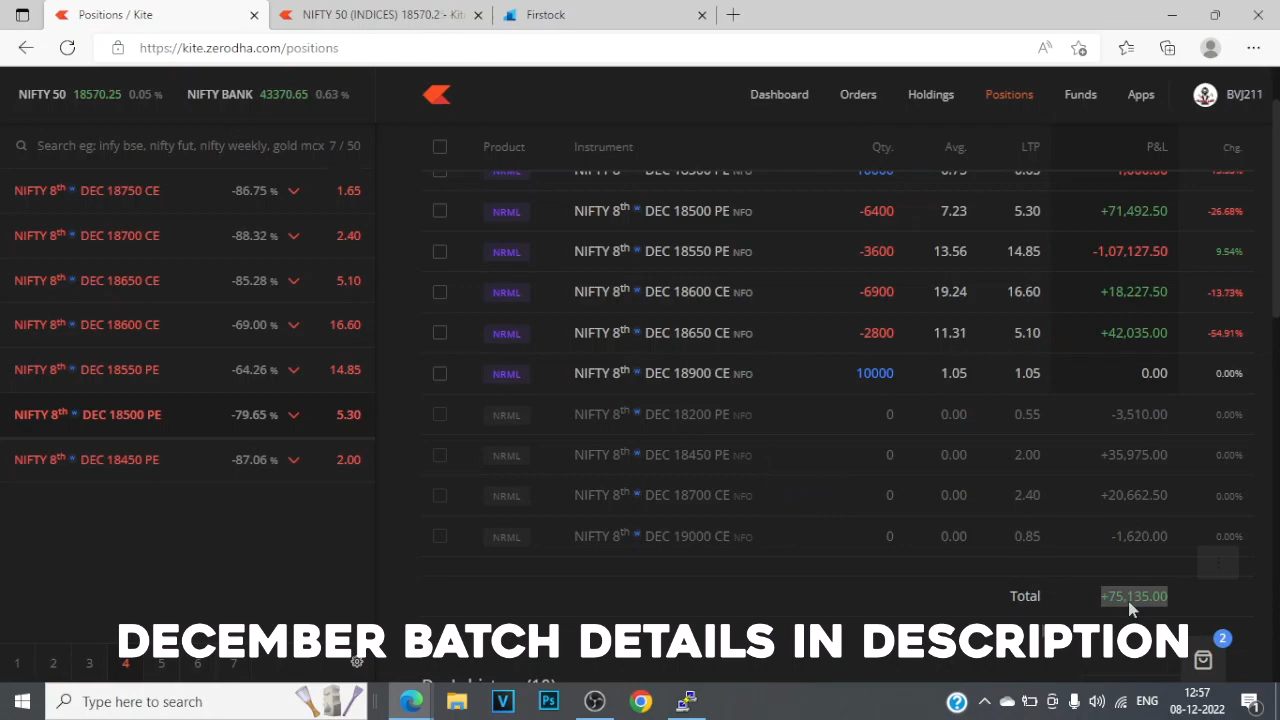 Positions / Kite
NIFTY 50 (INDICES) 18570.2 - Kit
Firstock
https://kite.zerodha.com/positions
NIFTY 50 18570.25 0.05 % NIFTY BANK 43370.65 0.63 %
Dashboard Orders Holdings Positions Funds Apps BVJ211
Search eg: infy bse, nifty fut, nifty weekly, gold mcx 7 / 50
NIFTY 8th w DEC 18750 CE -86.75 % 1.65
NIFTY 8th w DEC 18700 CE -88.32 % 2.40
NIFTY 8th w DEC 18650 CE -85.28 % 5.10
NIFTY 8th w DEC 18600 CE -69.00 % 16.60
NIFTY 8th w DEC 18550 PE -64.26 % 14.85
NIFTY 8th w DEC 18500 PE -79.65 % 5.30
NIFTY 8th w DEC 18450 PE -87.06 % 2.00
1 2 3 4 5 6 7
Product Instrument Qty. Avg. LTP P&L Chg.
NRML NIFTY 8th w DEC 18500 PE NFO -6400 7.23 5.30 +71,492.50 -26.68%
NRML NIFTY 8th w DEC 18550 PE NFO -3600 13.56 14.85 -1,07,127.50 9.54%
NRML NIFTY 8th w DEC 18600 CE NFO -6900 19.24 16.60 +18,227.50 -13.73%
NRML NIFTY 8th w DEC 18650 CE NFO -2800 11.31 5.10 +42,035.00 -54.91%
NRML NIFTY 8th w DEC 18900 CE NFO 10000 1.05 1.05 0.00 0.00%
NRML NIFTY 8th w DEC 18200 PE NFO 0 0.00 0.55 -3,510.00 0.00%
NRML NIFTY 8th w DEC 18450 PE NFO 0 0.00 2.00 +35,975.00 0.00%
NRML NIFTY 8th w DEC 18700 CE NFO 0 0.00 2.40 +20,662.50 0.00%
NRML NIFTY 8th w DEC 19000 CE NFO 0 0.00 0.85 -1,620.00 0.00%
Total +75,135.00
2
DECEMBER BATCH DETAILS IN DESCRIPTION
Type here to search
ENG
12:57
08-12-2022
1